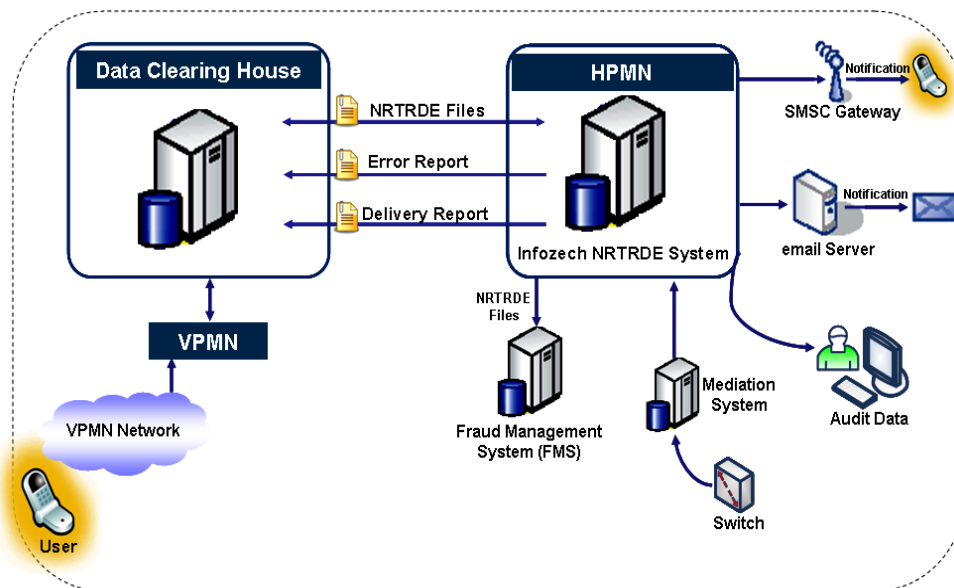 Data Clearing House
HPMN
NRTRDE Files
Error Report
Delivery Report
Infozech NRTRDE System
Notification
SMSC Gateway
Notification
email Server
NRTRDE
Files
VPMN
VPMN Network
User
Fraud Management
System (FMS)
Mediation
System
Switch
Audit Data